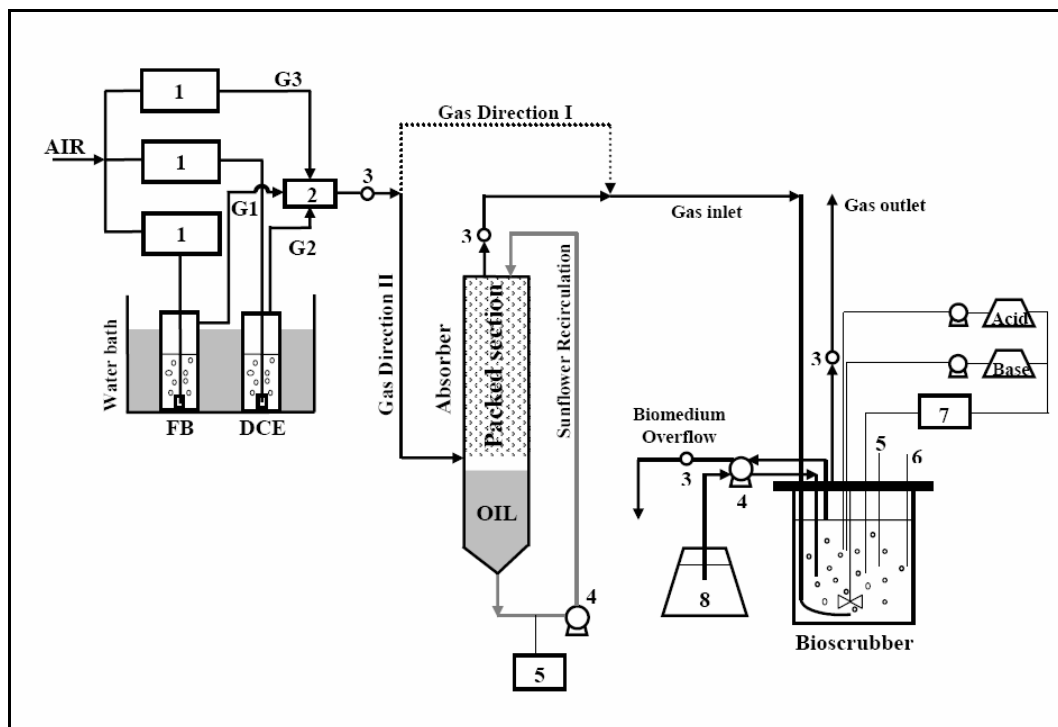 G3
1
Gas Direction I
AIR
1
3
2
G1
Gas inlet
Gas outlet
1
G2
3
Water bath
Gas Direction II
Absorber
Packed section
Sunflower Recirculation
Acid
3
Base
7
FB
DCE
Biomedium
Overflow
5
6
3
4
OIL
8
4
5
Bioscrubber